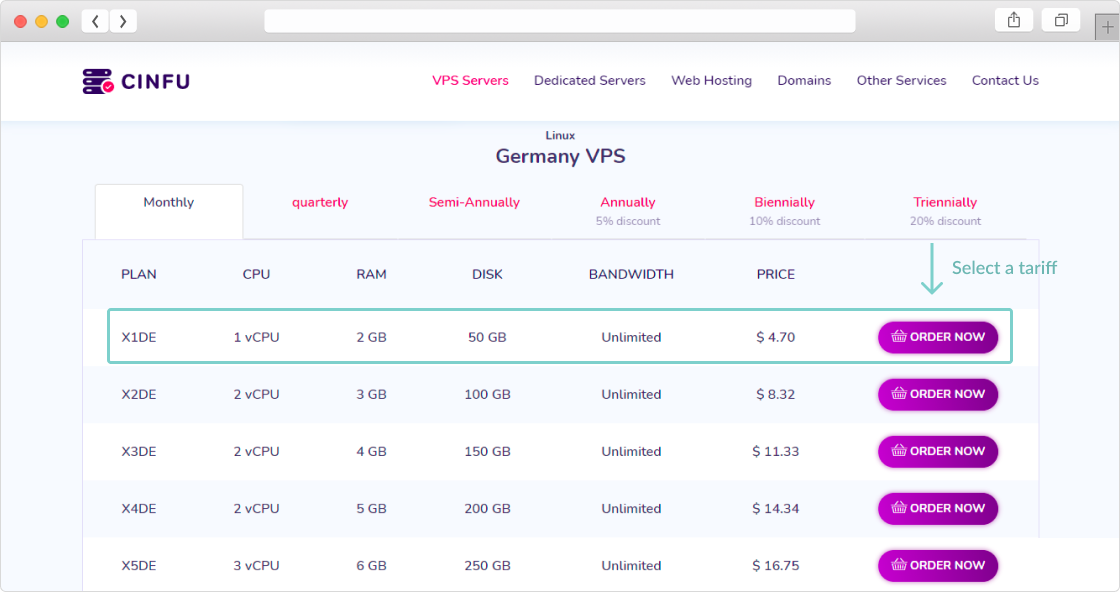 CINFU
VPS Servers Dedicated Servers Web Hosting Domains Other Services Contact Us
Linux
Germany VPS
Monthly quarterly Semi-Annually Annually Biennially Triennially
5% discount 10% discount 20% discount
Select a tariff
PLAN CPU RAM DISK BANDWIDTH PRICE
X1DE 1 vCPU 2 GB 50 GB Unlimited $ 4.70 ORDER NOW
X2DE 2 vCPU 3 GB 100 GB Unlimited $ 8.32 ORDER NOW
X3DE 2 vCPU 4 GB 150 GB Unlimited $ 11.33 ORDER NOW
X4DE 2 vCPU 5 GB 200 GB Unlimited $ 14.34 ORDER NOW
X5DE 3 vCPU 6 GB 250 GB Unlimited $ 16.75 ORDER NOW